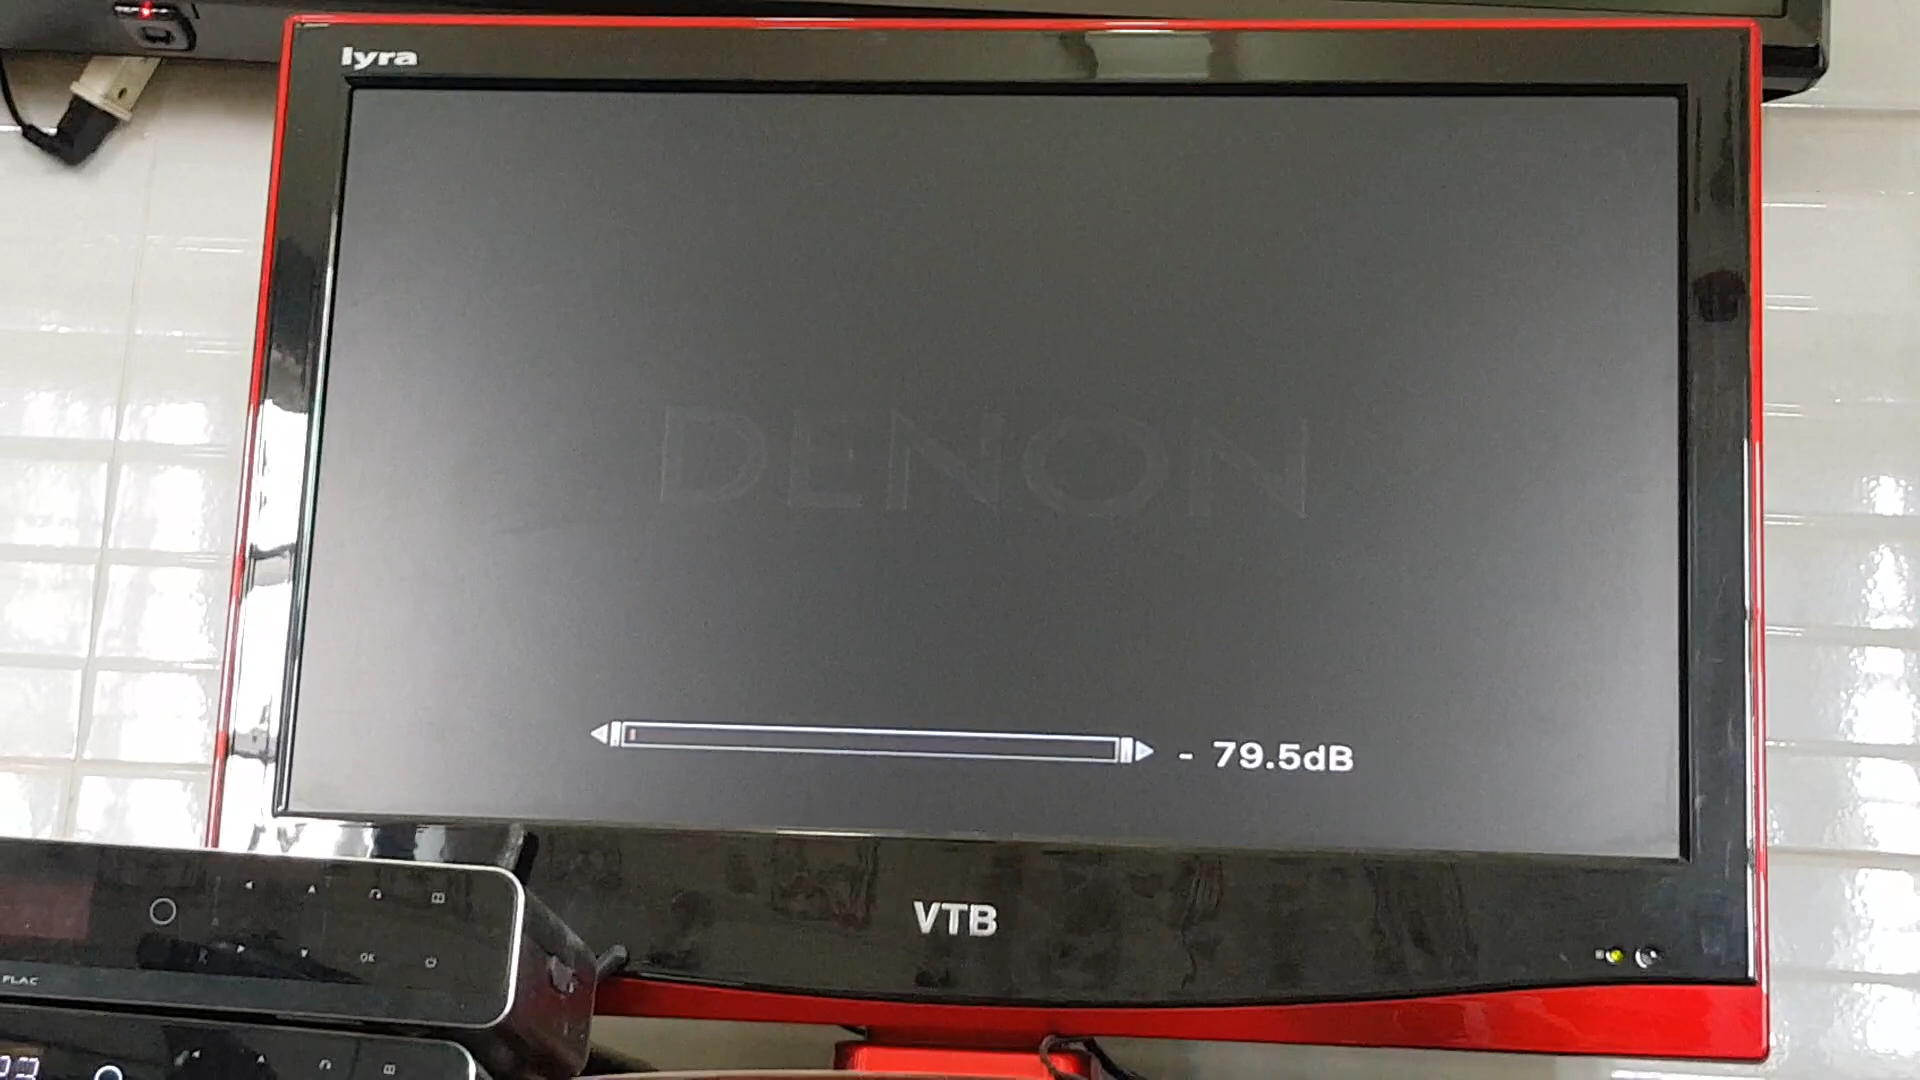 lyra
DENON
- 79.5dB
VTB
OK
FLAC